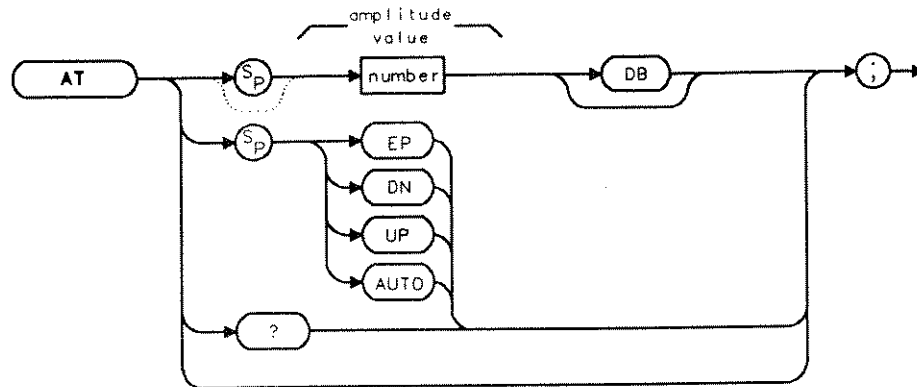 amplitude
value
AT SP number DB ;
SP EP
DN
UP
AUTO
?